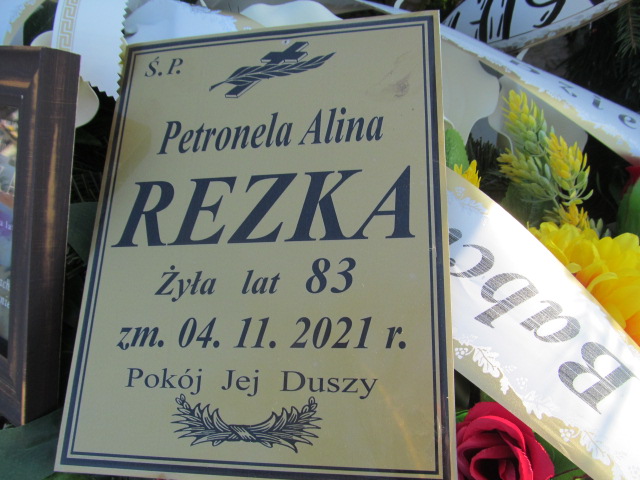 Ś. P.
Petronela Alina
REZKA
Żyła lat 83
zm. 04. 11. 2021 r.
Pokój Jej Duszy